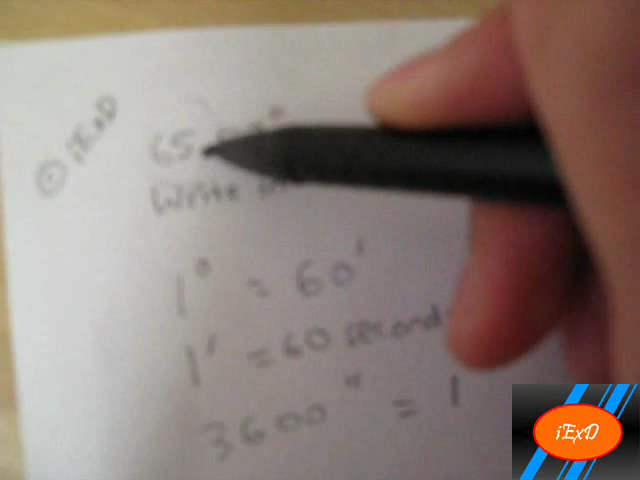 © iExD
65
Write
1° = 60'
1' = 60 seconds
3600" = 1
iExD